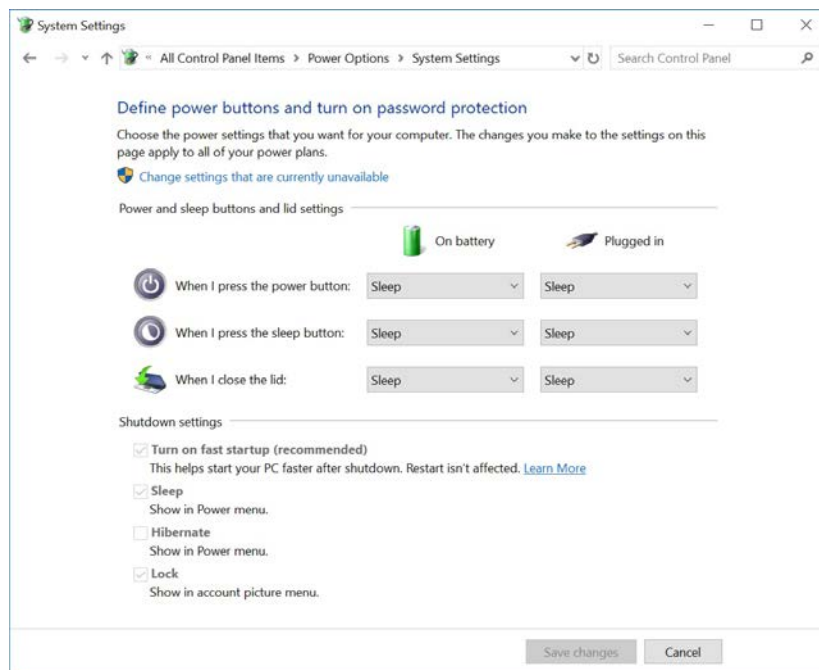 System Settings
« All Control Panel Items > Power Options > System Settings
Search Control Panel
Define power buttons and turn on password protection
Choose the power settings that you want for your computer. The changes you make to the settings on this
page apply to all of your power plans.
Change settings that are currently unavailable
Power and sleep buttons and lid settings
On battery
Plugged in
When I press the power button: Sleep Sleep
When I press the sleep button: Sleep Sleep
When I close the lid: Sleep Sleep
Shutdown settings
Turn on fast startup (recommended)
This helps start your PC faster after shutdown. Restart isn't affected. Learn More
Sleep
Show in Power menu.
Hibernate
Show in Power menu.
Lock
Show in account picture menu.
Save changes Cancel